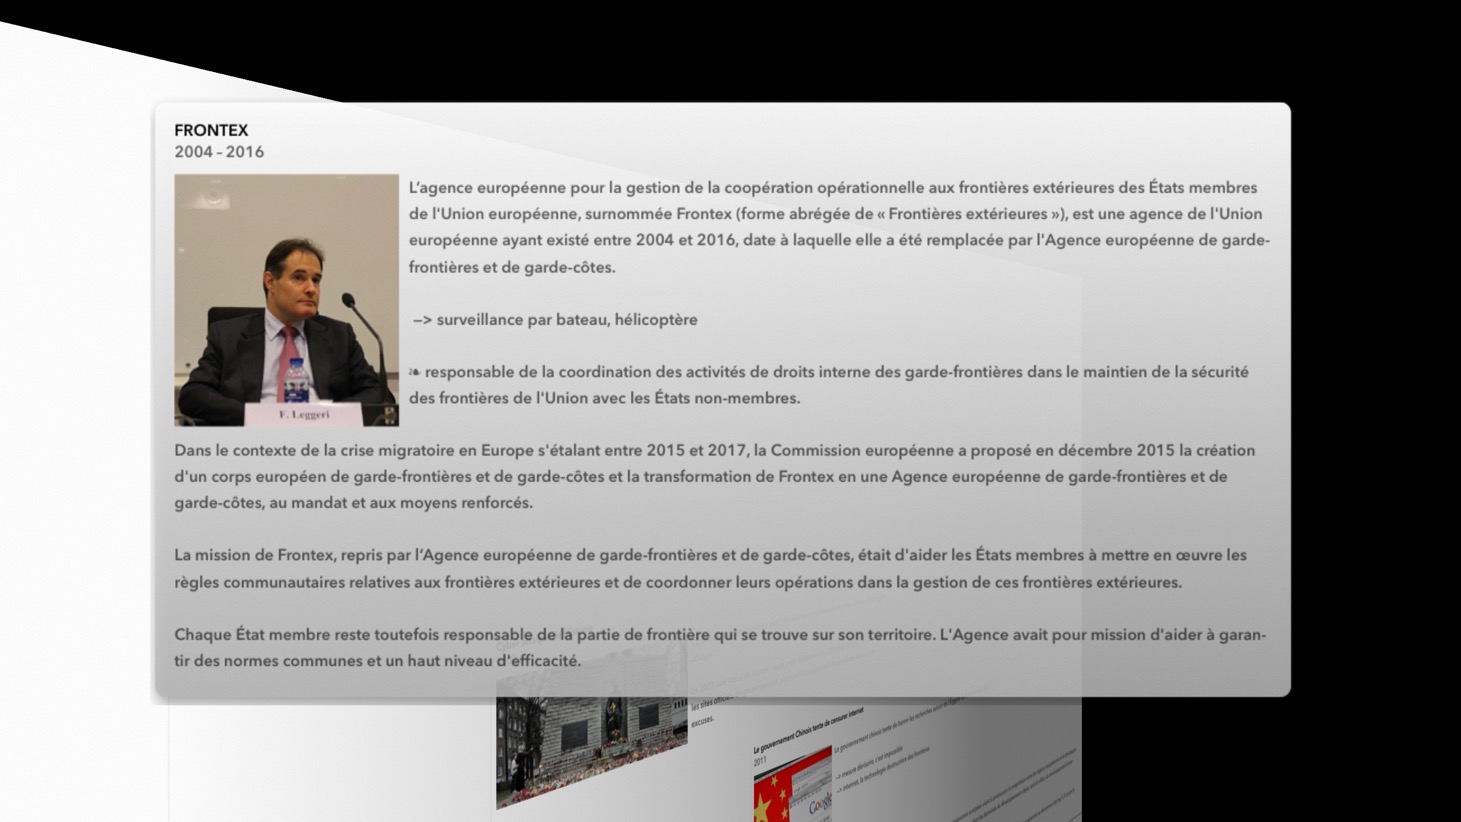 FRONTEX
2004 – 2016
L’agence européenne pour la gestion de la coopération opérationnelle aux frontières extérieures des États membres
de l'Union européenne, surnommée Frontex (forme abrégée de « Frontières extérieures »), est une agence de l'Union
européenne ayant existé entre 2004 et 2016, date à laquelle elle a été remplacée par l'Agence européenne de garde-
frontières et de garde-côtes.
—> surveillance par bateau, hélicoptère
❧ responsable de la coordination des activités de droits interne des garde-frontières dans le maintien de la sécurité
des frontières de l'Union avec les États non-membres.
F. Leggeri
Dans le contexte de la crise migratoire en Europe s'étalant entre 2015 et 2017, la Commission européenne a proposé en décembre 2015 la création
d'un corps européen de garde-frontières et de garde-côtes et la transformation de Frontex en une Agence européenne de garde-frontières et de
garde-côtes, au mandat et aux moyens renforcés.
La mission de Frontex, repris par l’Agence européenne de garde-frontières et de garde-côtes, était d'aider les États membres à mettre en œuvre les
règles communautaires relatives aux frontières extérieures et de coordonner leurs opérations dans la gestion de ces frontières extérieures.
Chaque État membre reste toutefois responsable de la partie de frontière qui se trouve sur son territoire. L'Agence avait pour mission d'aider à garan-
tir des normes communes et un haut niveau d'efficacité.
les sites
excuses.
Le gouvernement Chinois tente de censurer internet
2011
Le gouvernement chinois tente de bannir les recherches autour de
—> mesure dérisoire, c'est impossible
—> internet, la technologie destructrice des frontières
Google